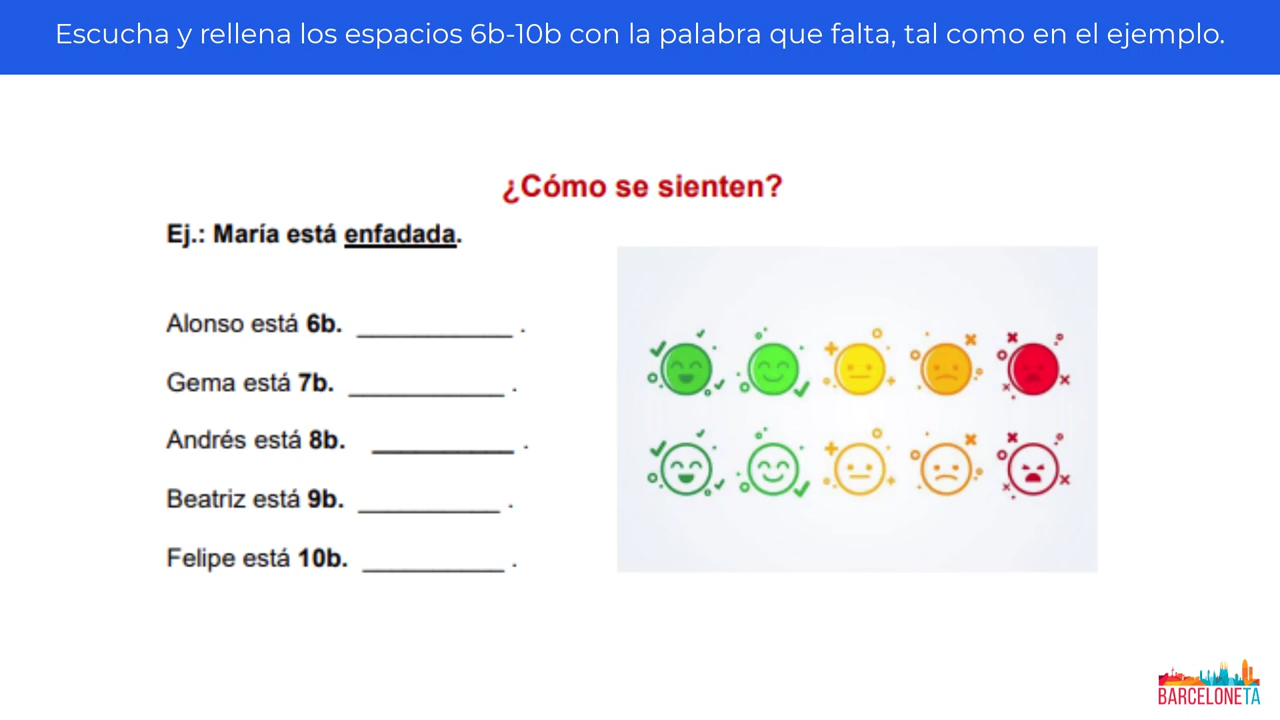 Escucha y rellena los espacios 6b-10b con la palabra que falta, tal como en el ejemplo.
¿Cómo se sienten?
Ej.: María está enfadada.
Alonso está 6b. ____________ .
Gema está 7b. ____________ .
Andrés está 8b. ___________ .
Beatriz está 9b. ___________ .
Felipe está 10b. ___________ .
BARCELONETA